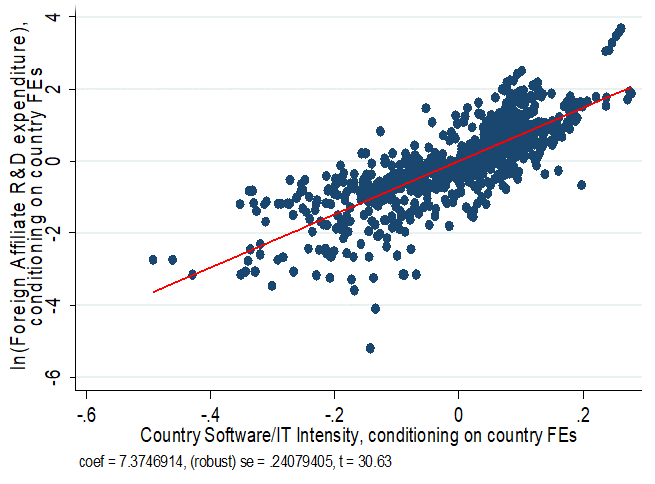 ln(Foreign Affiliate R&D expenditure),
conditioning on country FEs
4
2
0
-2
-4
-6
-.6
-.4
-.2
0
.2
Country Software/IT Intensity, conditioning on country FEs
coef = 7.3746914, (robust) se = .24079405, t = 30.63